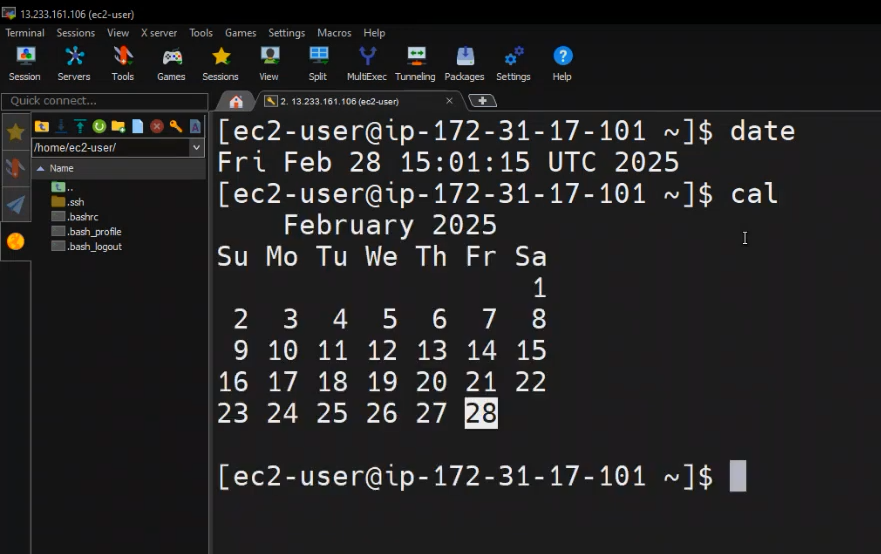 13.233.161.106 (ec2-user)
Terminal Sessions View X server Tools Games Settings Macros Help
Session Servers Tools Games Sessions View Split MultiExec Tunneling Packages Settings Help
Quick connect...
2. 13.233.161.106 (ec2-user)
/home/ec2-user/
Name
..
.ssh
.bashrc
.bash_profile
.bash_logout
[ec2-user@ip-172-31-17-101 ~]$ date
Fri Feb 28 15:01:15 UTC 2025
[ec2-user@ip-172-31-17-101 ~]$ cal
February 2025
Su Mo Tu We Th Fr Sa
1
2 3 4 5 6 7 8
9 10 11 12 13 14 15
16 17 18 19 20 21 22
23 24 25 26 27 28
[ec2-user@ip-172-31-17-101 ~]$